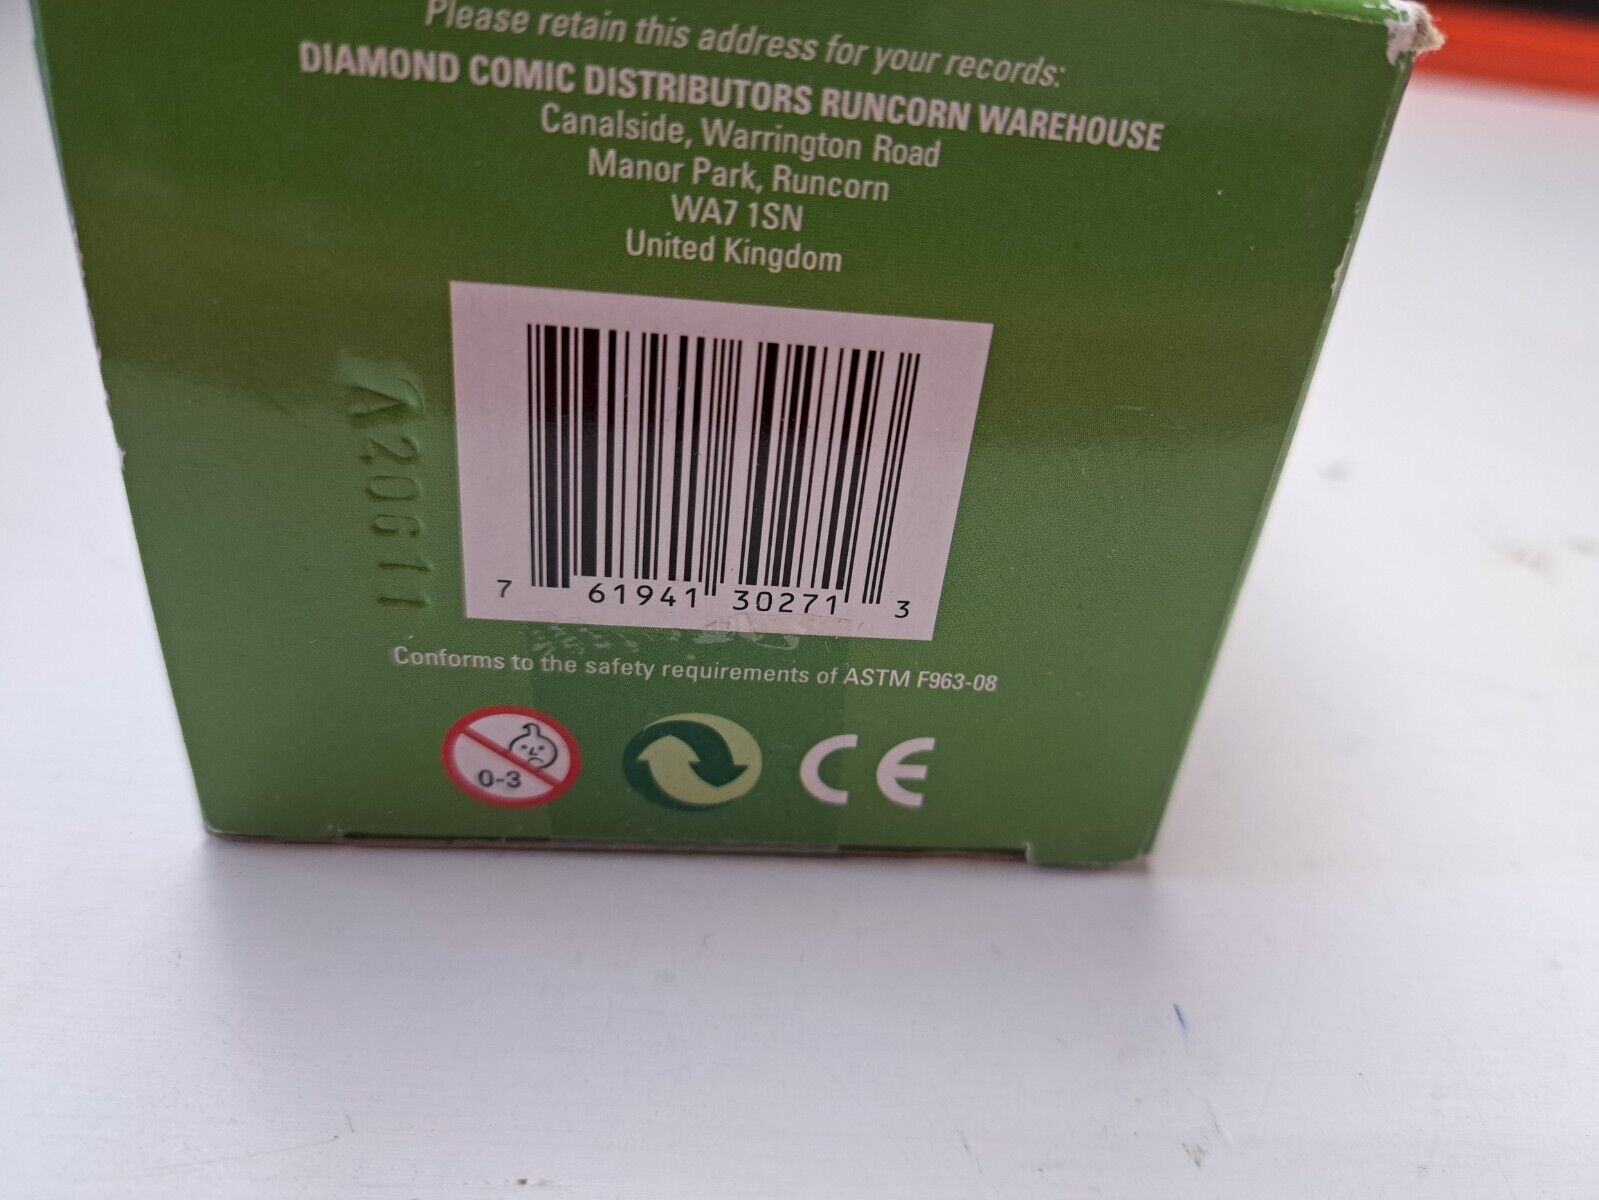 Please retain this address for your records:
DIAMOND COMIC DISTRIBUTORS RUNCORN WAREHOUSE
Canalside, Warrington Road
Manor Park, Runcorn
WA7 1SN
United Kingdom
A20611
7 61941 30271 3
Conforms to the safety requirements of ASTM F963-08
0-3
CE